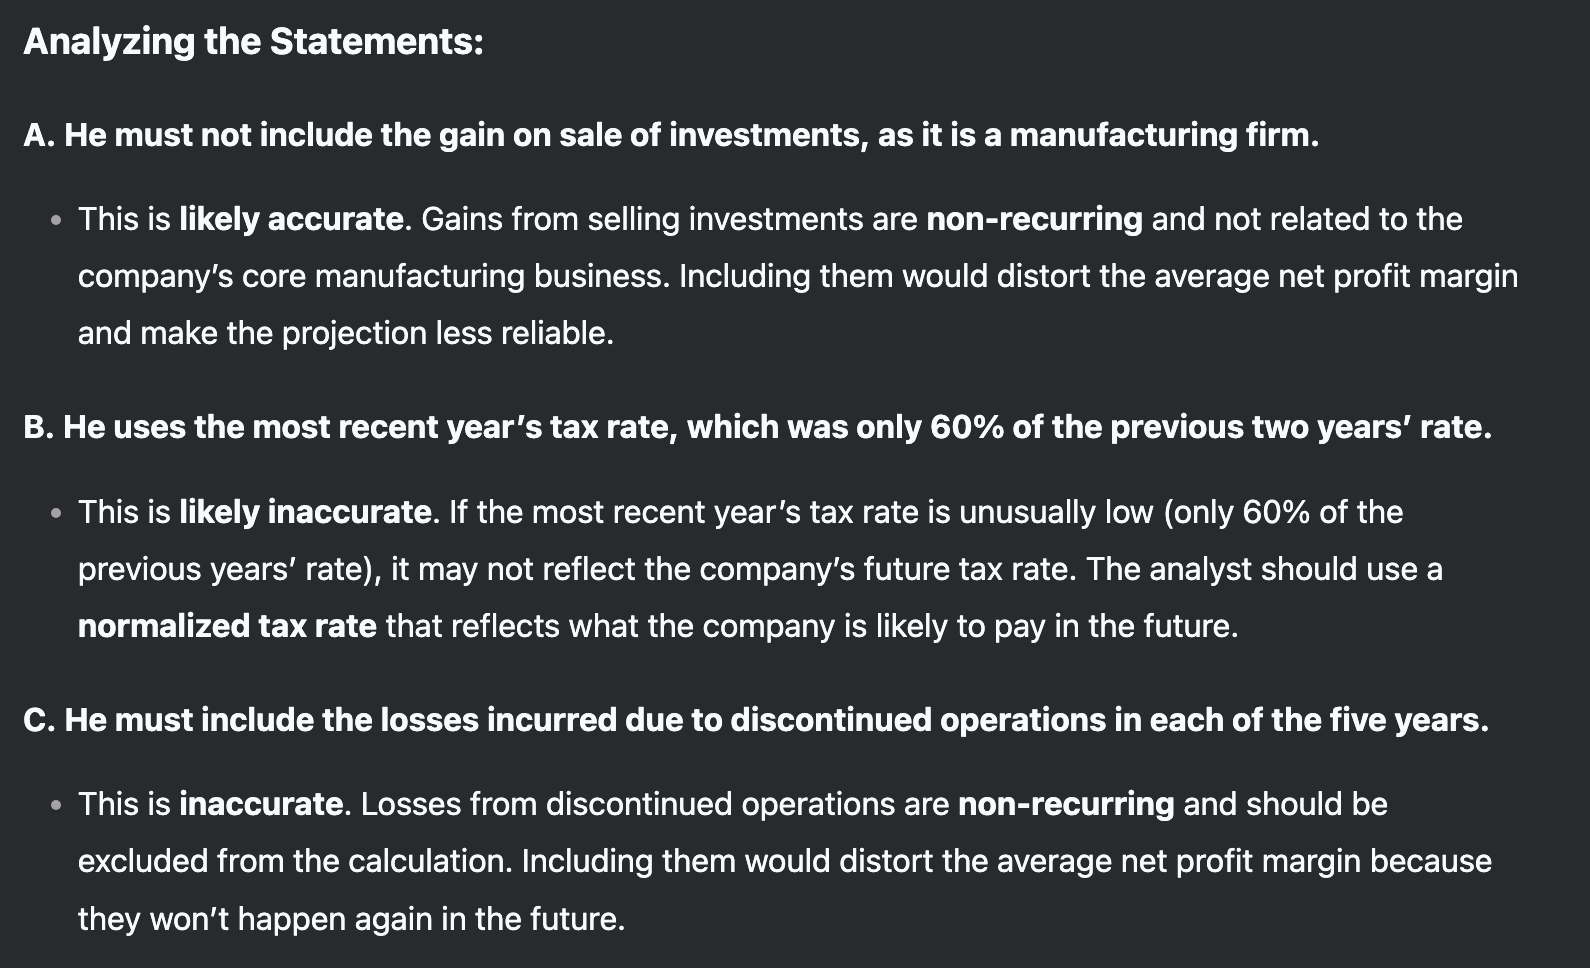 Analyzing the Statements:
A. He must not include the gain on sale of investments, as it is a manufacturing firm.
• This is likely accurate. Gains from selling investments are non-recurring and not related to the
company’s core manufacturing business. Including them would distort the average net profit margin
and make the projection less reliable.
B. He uses the most recent year’s tax rate, which was only 60% of the previous two years’ rate.
• This is likely inaccurate. If the most recent year’s tax rate is unusually low (only 60% of the
previous years’ rate), it may not reflect the company’s future tax rate. The analyst should use a
normalized tax rate that reflects what the company is likely to pay in the future.
C. He must include the losses incurred due to discontinued operations in each of the five years.
• This is inaccurate. Losses from discontinued operations are non-recurring and should be
excluded from the calculation. Including them would distort the average net profit margin because
they won’t happen again in the future.